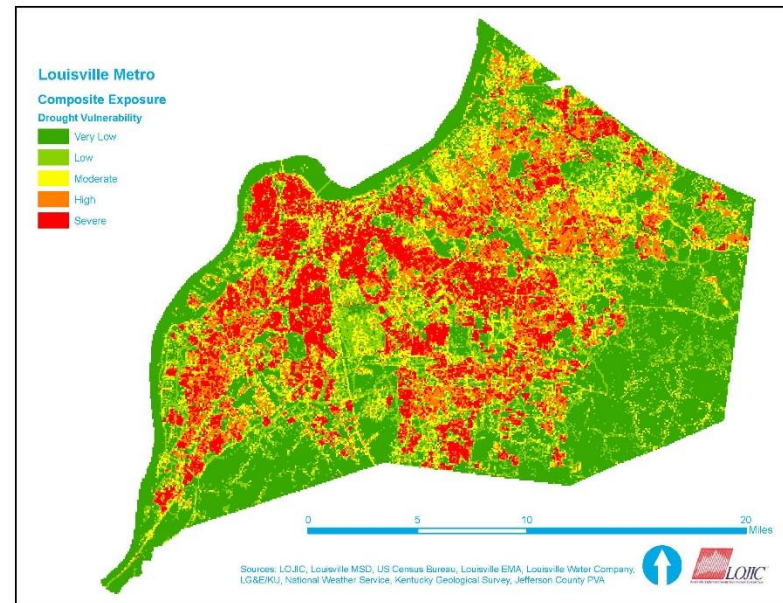 Louisville Metro
Composite Exposure
Drought Vulnerability
Very Low
Low
Moderate
High
Severe
0 5 10 20
Miles
Sources: LOJIC, Louisville MSD, US Census Bureau, Louisville EMA, Louisville Water Company,
LG&E/KU, National Weather Service, Kentucky Geological Survey, Jefferson County PVA
LOJIC